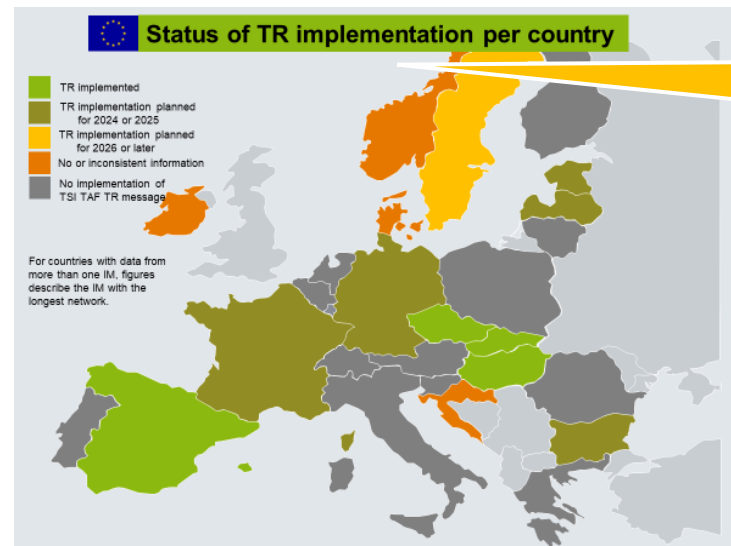 Status of TR implementation per country
TR implemented
TR implementation planned
for 2024 or 2025
TR implementation planned
for 2026 or later
No or inconsistent information
No implementation of
TSI TAF TR message
For countries with data from
more than one IM, figures
describe the IM with the
longest network.